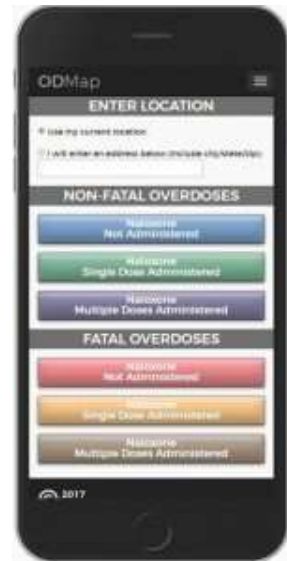 ODMap
ENTER LOCATION
Use my current location
I will enter an address below (include city/state/zip)
NON-FATAL OVERDOSES
Naloxone
Not Administered
Naloxone
Single Dose Administered
Naloxone
Multiple Doses Administered
FATAL OVERDOSES
Naloxone
Not Administered
Naloxone
Single Dose Administered
Naloxone
Multiple Doses Administered
2017